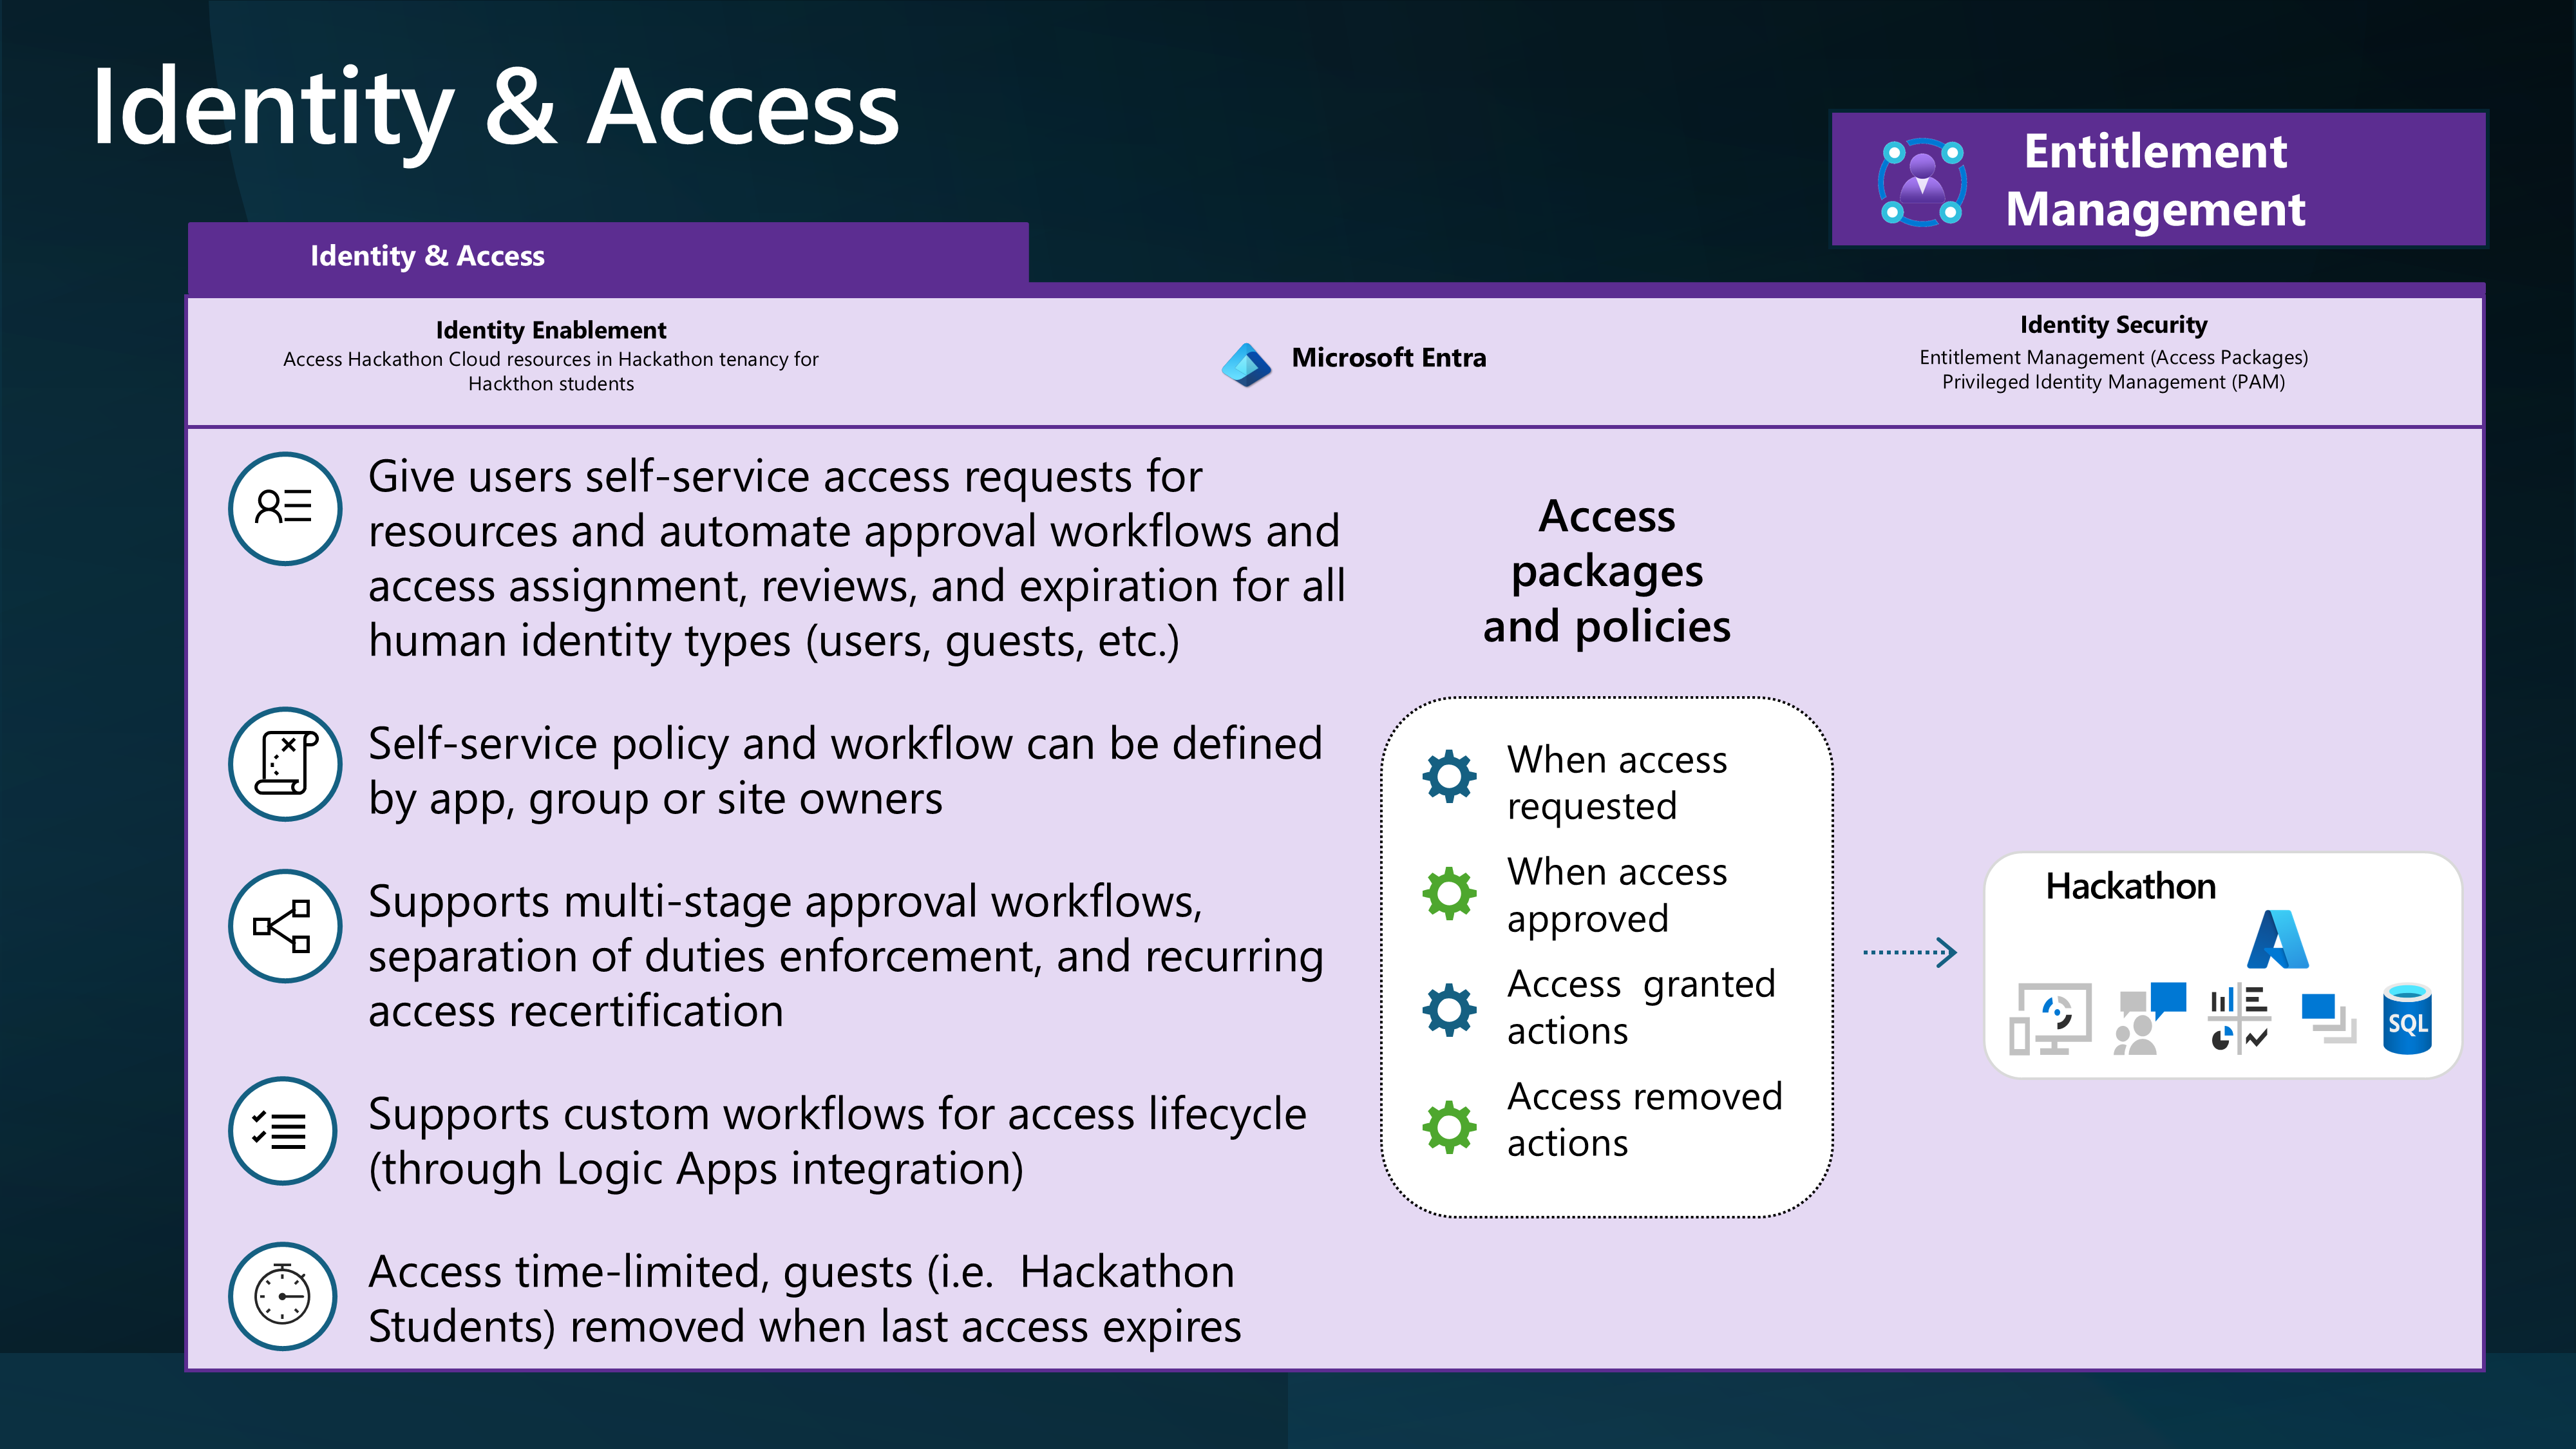 Identity & Access
Entitlement
Management
Identity & Access
Identity Enablement
Access Hackathon Cloud resources in Hackathon tenancy for
Hackthon students
Microsoft Entra
Identity Security
Entitlement Management (Access Packages)
Privileged Identity Management (PAM)
Give users self-service access requests for
resources and automate approval workflows and
access assignment, reviews, and expiration for all
human identity types (users, guests, etc.)
Self-service policy and workflow can be defined
by app, group or site owners
Supports multi-stage approval workflows,
separation of duties enforcement, and recurring
access recertification
Supports custom workflows for access lifecycle
(through Logic Apps integration)
Access time-limited, guests (i.e.  Hackathon
Students) removed when last access expires
Access
packages
and policies
When access
requested
When access
approved
Access  granted
actions
Access removed
actions
Hackathon
SQL